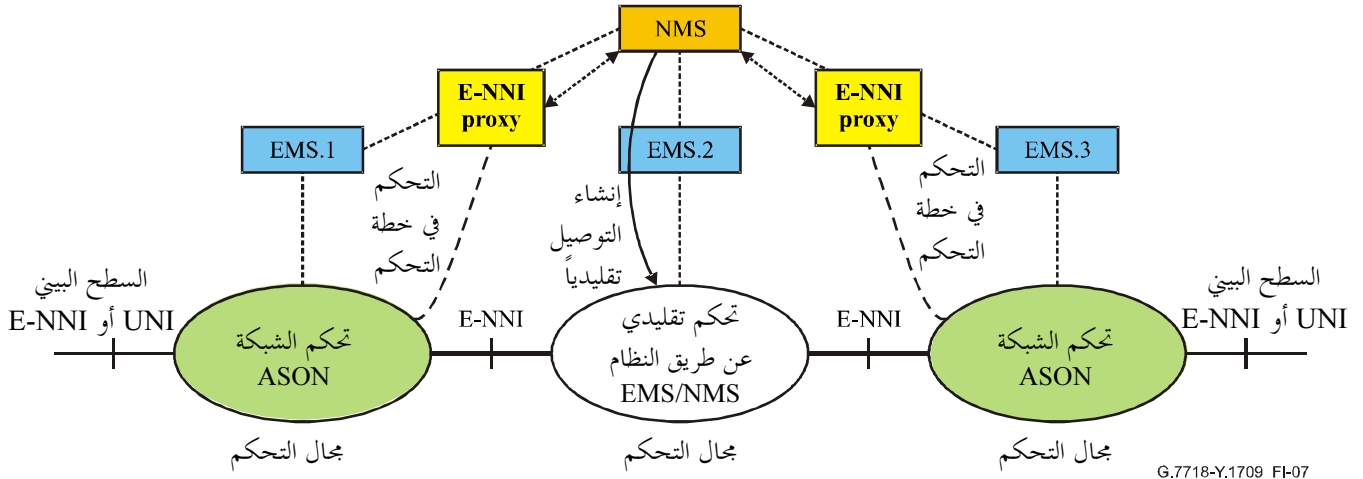 NMS
E-NNI
proxy
E-NNI
proxy
EMS.1
EMS.2
EMS.3
التحكم
في خطة
التحكم
إنشاء
التوصيل
تقليدياً
التحكم
في خطة
التحكم
السطح البيني
UNI أو E-NNI
السطح البيني
UNI أو E-NNI
E-NNI
E-NNI
تحكم الشبكة
ASON
تحكم تقليدي
عن طريق النظام
EMS/NMS
تحكم الشبكة
ASON
مجال التحكم
مجال التحكم
مجال التحكم
G.7718-Y.1709_FI-07